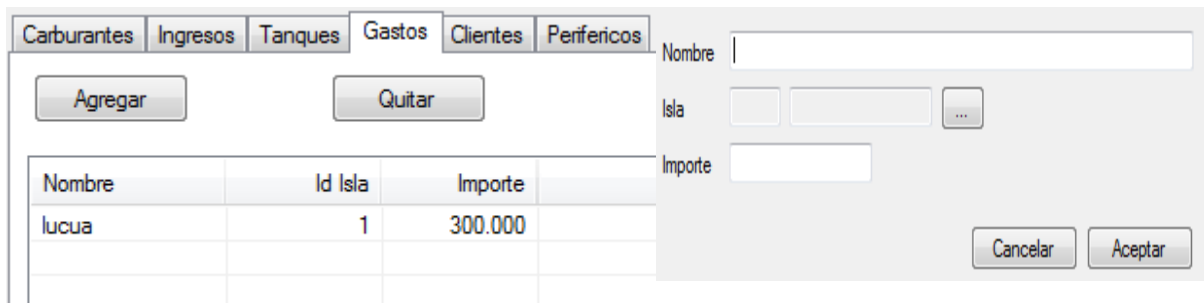 Carburantes Ingresos Tanques Gastos Clientes Perifericos
Agregar Quitar
Nombre Id Isla Importe
lucua 1 300.000
Nombre
Isla ...
Importe
Cancelar Aceptar